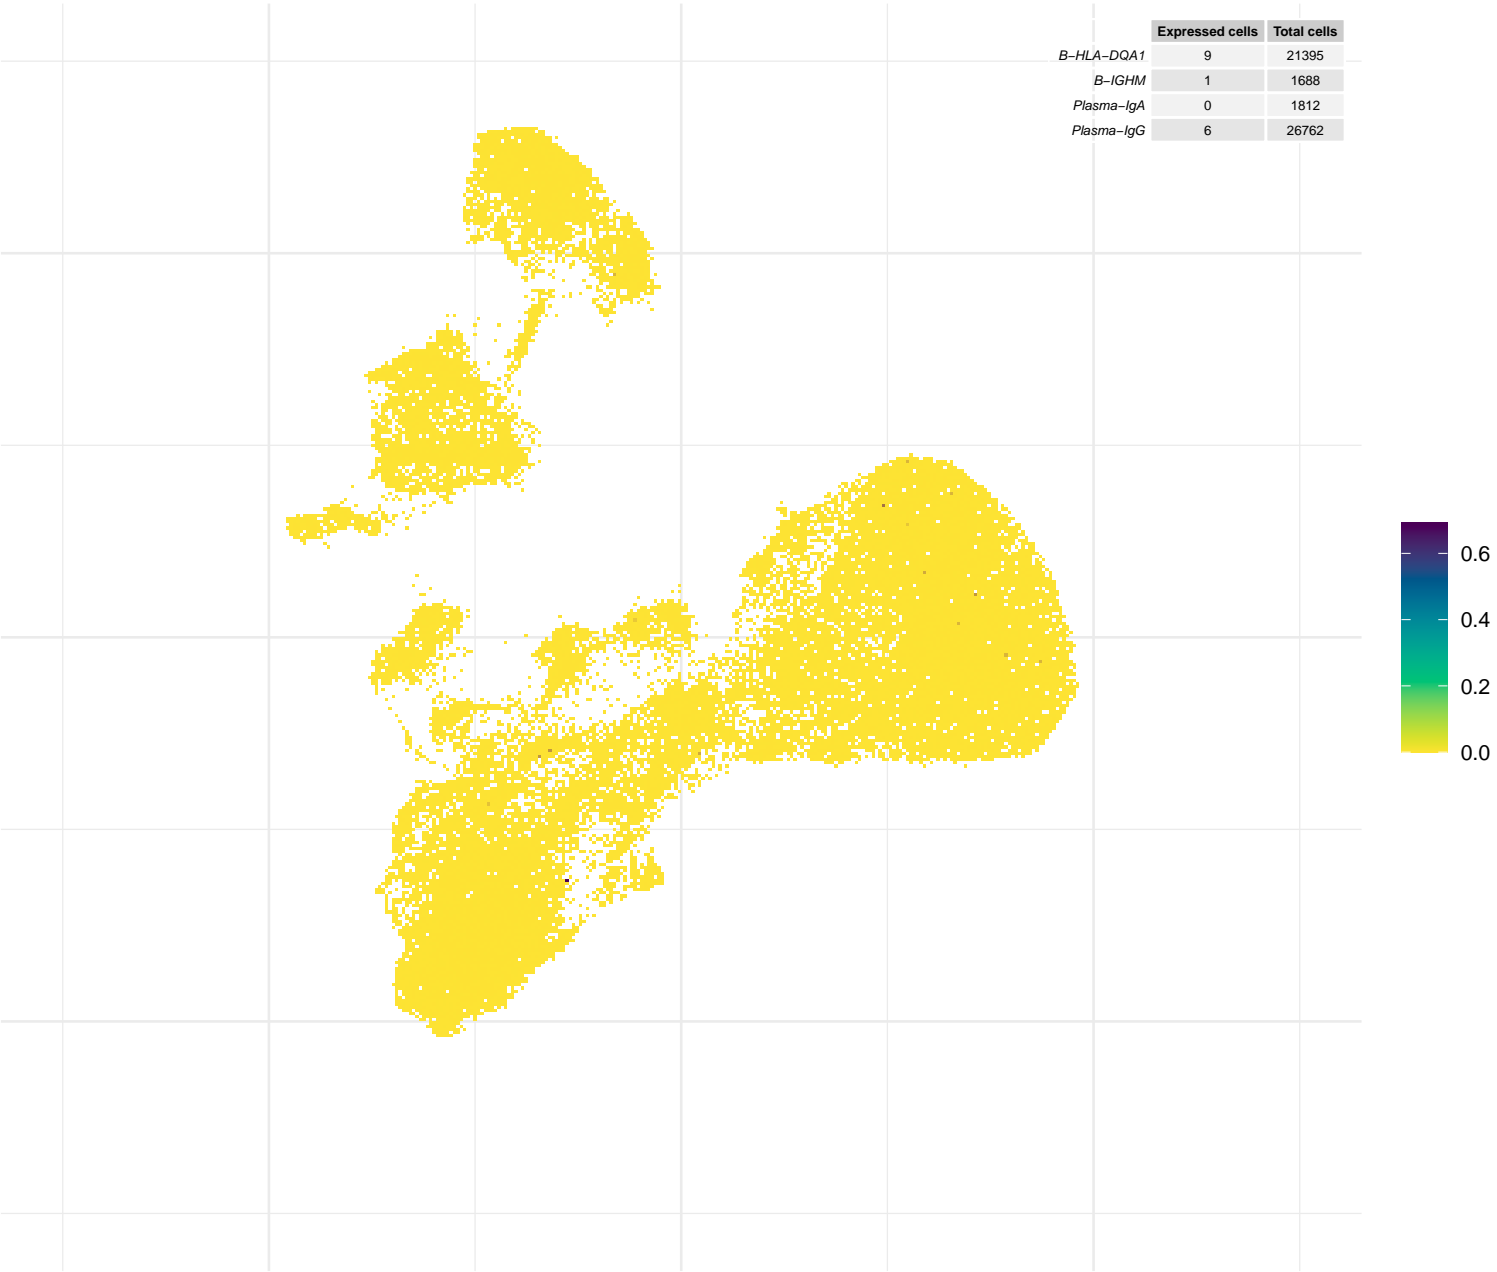 Expressed cells Total cells
B−HLA−DQA1 9 21395
B−IGHM 1 1688
Plasma−IgA 0 1812
Plasma−IgG 6 26762
0.6
0.4
0.2
0.0